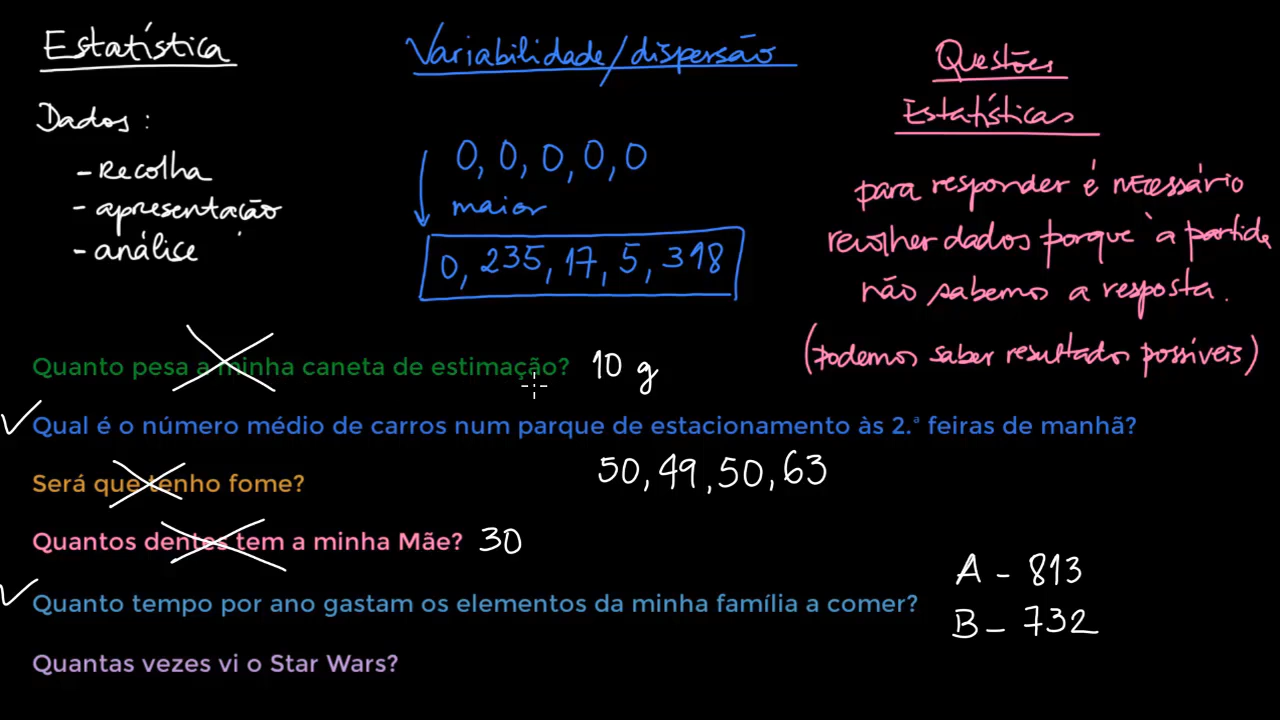 Estatística
Dados:
- Recolha
- apresentação
- análise
Variabilidade/dispersão
0, 0, 0, 0, 0
maior
0, 235, 17, 5, 318
Questões
Estatísticas
para responder é necessário
recolher dados porque à partida
não sabemos a resposta.
(podemos saber resultados possíveis)
Quanto pesa a minha caneta de estimação? 10 g
Qual é o número médio de carros num parque de estacionamento às 2.ª feiras de manhã?
50, 49, 50, 63
Será que tenho fome?
Quantos dentes tem a minha Mãe? 30
Quanto tempo por ano gastam os elementos da minha família a comer?
A - 813
B - 732
Quantas vezes vi o Star Wars?